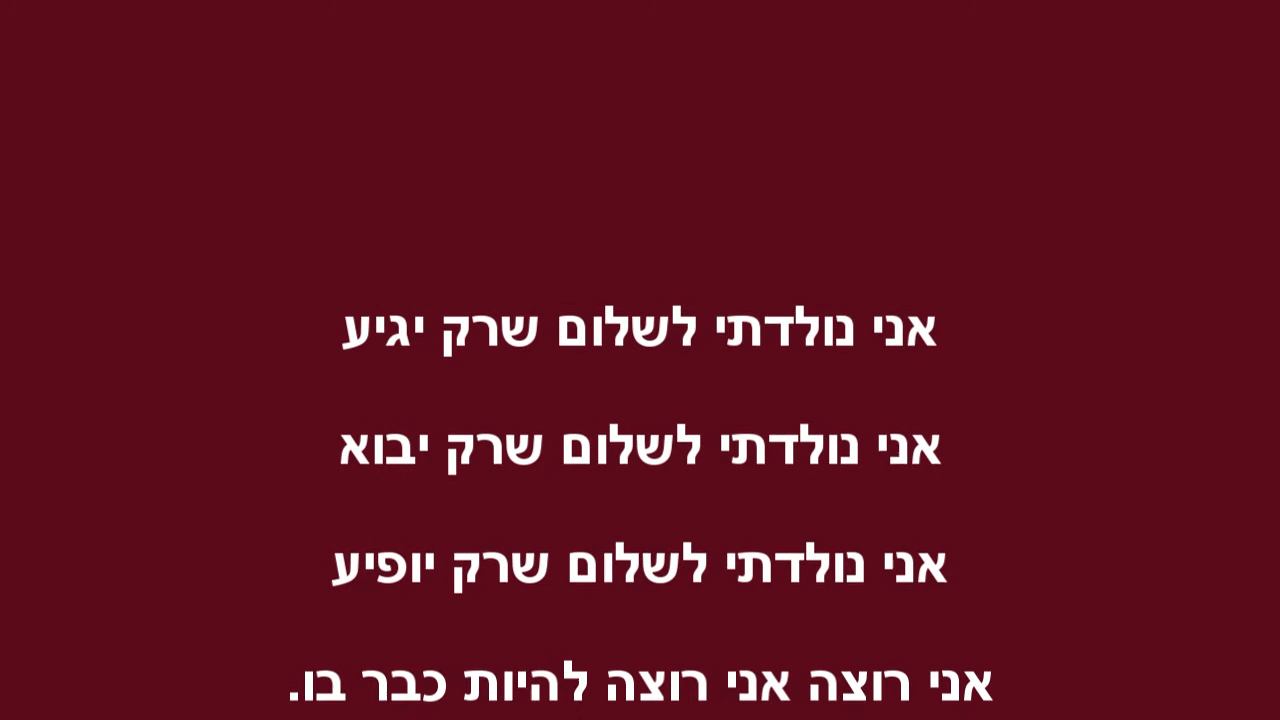 אני נולדתי לשלום שרק יגיע
אני נולדתי לשלום שרק יבוא
אני נולדתי לשלום שרק יופיע
אני רוצה אני רוצה להיות כבר בו.